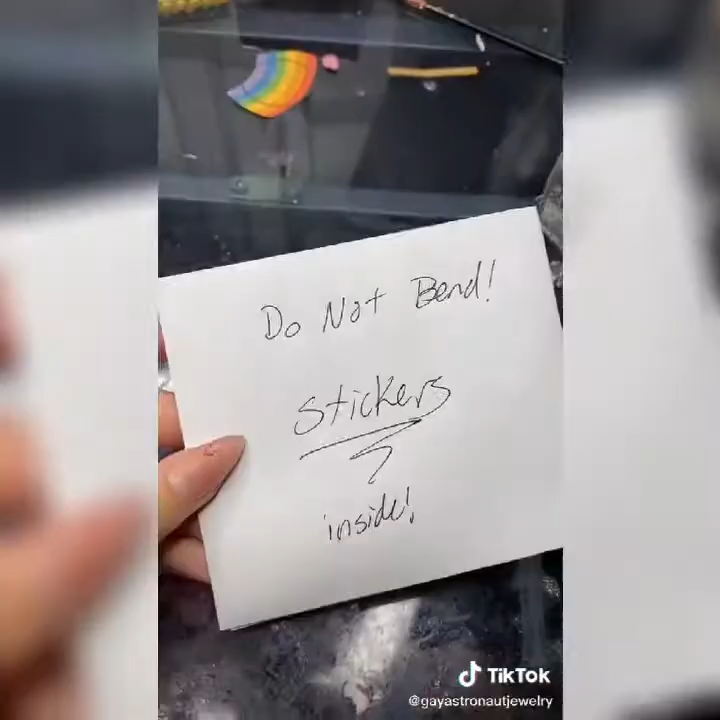 Do Not Bend!
stickers
inside!
TikTok
@gayastronautjewelry